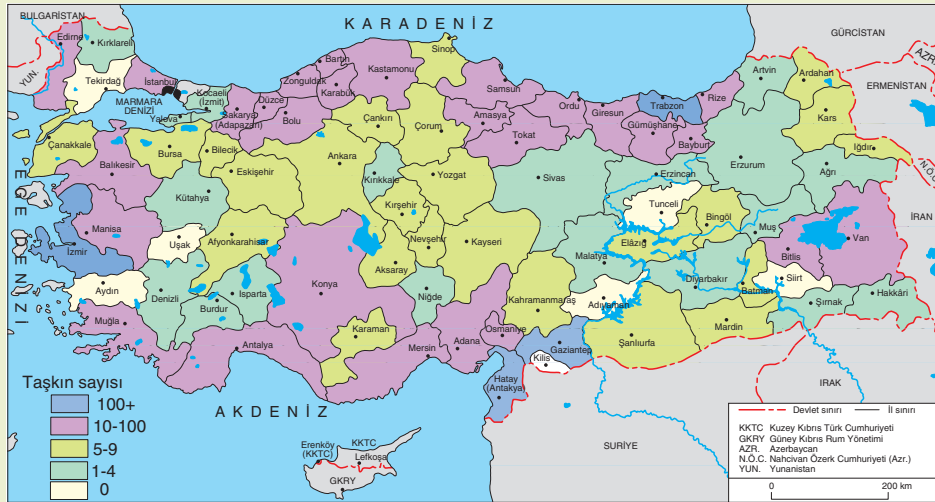 BULGARİSTAN
KARADENİZ
GÜRCİSTAN
AZR.
ERMENİSTAN
N.Ö.C.
İRAN
IRAK
SURİYE
YUN.
MARMARA
DENİZİ
EGE DENİZİ
AKDENİZ
Edirne
Kırklareli
Tekirdağ
İstanbul
Kocaeli
(İzmit)
Yalova
Sakarya
(Adapazarı)
Düzce
Zonguldak
Bartın
Karabük
Bolu
Kastamonu
Sinop
Samsun
Çankırı
Çorum
Amasya
Tokat
Ordu
Giresun
Trabzon
Rize
Gümüşhane
Bayburt
Artvin
Ardahan
Kars
Iğdır
Ağrı
Erzurum
Erzincan
Sivas
Yozgat
Kırıkkale
Ankara
Eskişehir
Bilecik
Bursa
Çanakkale
Balıkesir
Kütahya
Manisa
İzmir
Uşak
Afyonkarahisar
Kırşehir
Nevşehir
Kayseri
Aksaray
Niğde
Konya
Isparta
Burdur
Denizli
Aydın
Muğla
Antalya
Karaman
Mersin
Adana
Osmaniye
Hatay
(Antakya)
Kilis
Gaziantep
Kahramanmaraş
Adıyaman
Malatya
Elâzığ
Tunceli
Bingöl
Muş
Bitlis
Van
Siirt
Batman
Diyarbakır
Şanlıurfa
Mardin
Şırnak
Hakkâri
Erenköy
(KKTC)
KKTC
Lefkoşa
GKRY
Taşkın sayısı
100+
10-100
5-9
1-4
0
Devlet sınırı İl sınırı
KKTC Kuzey Kıbrıs Türk Cumhuriyeti
GKRY Güney Kıbrıs Rum Yönetimi
AZR. Azerbaycan
N.Ö.C. Nahcivan Özerk Cumhuriyeti (Azr.)
YUN. Yunanistan
0 200 km